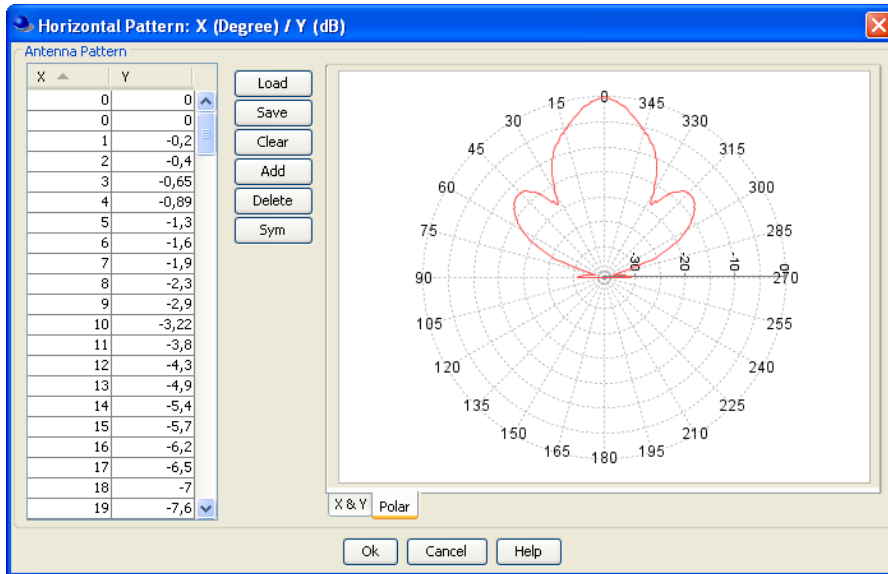 Horizontal Pattern: X (Degree) / Y (dB)
Antenna Pattern
X Y
0 0
0 0
1 -0,2
2 -0,4
3 -0,65
4 -0,89
5 -1,3
6 -1,6
7 -1,9
8 -2,3
9 -2,9
10 -3,22
11 -3,8
12 -4,3
13 -4,9
14 -5,4
15 -5,7
16 -6,2
17 -6,5
18 -7
19 -7,6
Load
Save
Clear
Add
Delete
Sym
0
15 345
30 330
45 315
60 300
75 285
90 -30 -20 -10 0 270
105 255
120 240
135 225
150 210
165 195
180
X & Y Polar
Ok Cancel Help